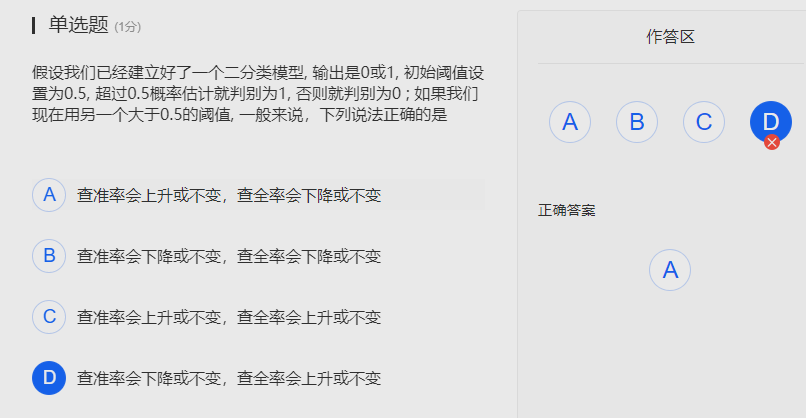 单选题 (1分)
假设我们已经建立好了一个二分类模型, 输出是0或1, 初始阈值设
置为0.5, 超过0.5概率估计就判别为1, 否则就判别为0 ; 如果我们
现在用另一个大于0.5的阈值, 一般来说，下列说法正确的是
A 查准率会上升或不变，查全率会下降或不变
B 查准率会下降或不变，查全率会下降或不变
C 查准率会上升或不变，查全率会上升或不变
D 查准率会下降或不变，查全率会上升或不变
作答区
A B C D
正确答案
A